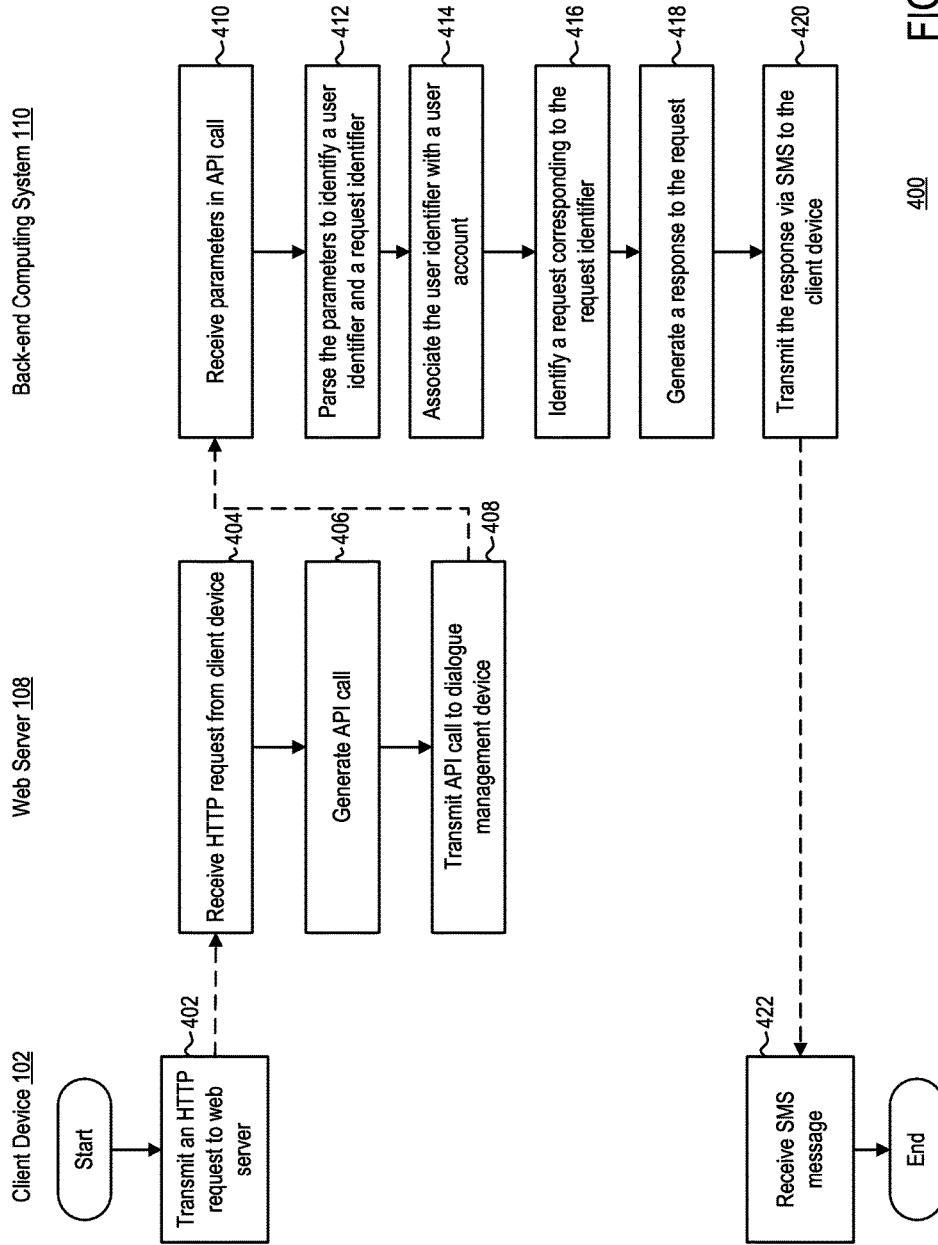 Client Device 102
Web Server 108
Back-end Computing System 110
Start
402
Transmit an HTTP
request to web
server
404
Receive HTTP request from client device
406
Generate API call
408
Transmit API call to dialogue
management device
410
Receive parameters in API call
412
Parse the parameters to identify a user
identifier and a request identifier
414
Associate the user identifier with a user
account
416
Identify a request corresponding to the
request identifier
418
Generate a response to the request
420
Transmit the response via SMS to the
client device
422
Receive SMS
message
End
400
FIG